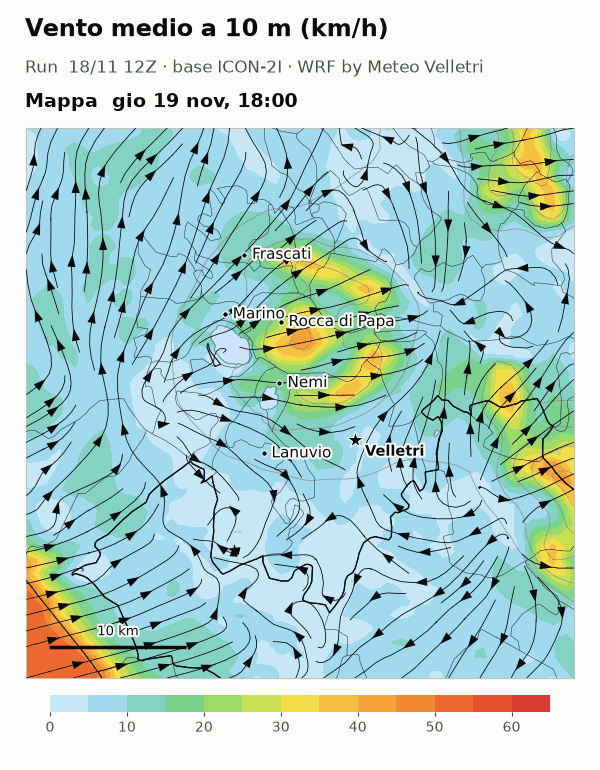 Vento medio a 10 m (km/h)
Run  18/11 12Z · base ICON-2I · WRF by Meteo Velletri
Mappa  gio 19 nov, 18:00
Frascati
Marino
Rocca di Papa
Nemi
Velletri
Lanuvio
10 km
0 10 20 30 40 50 60